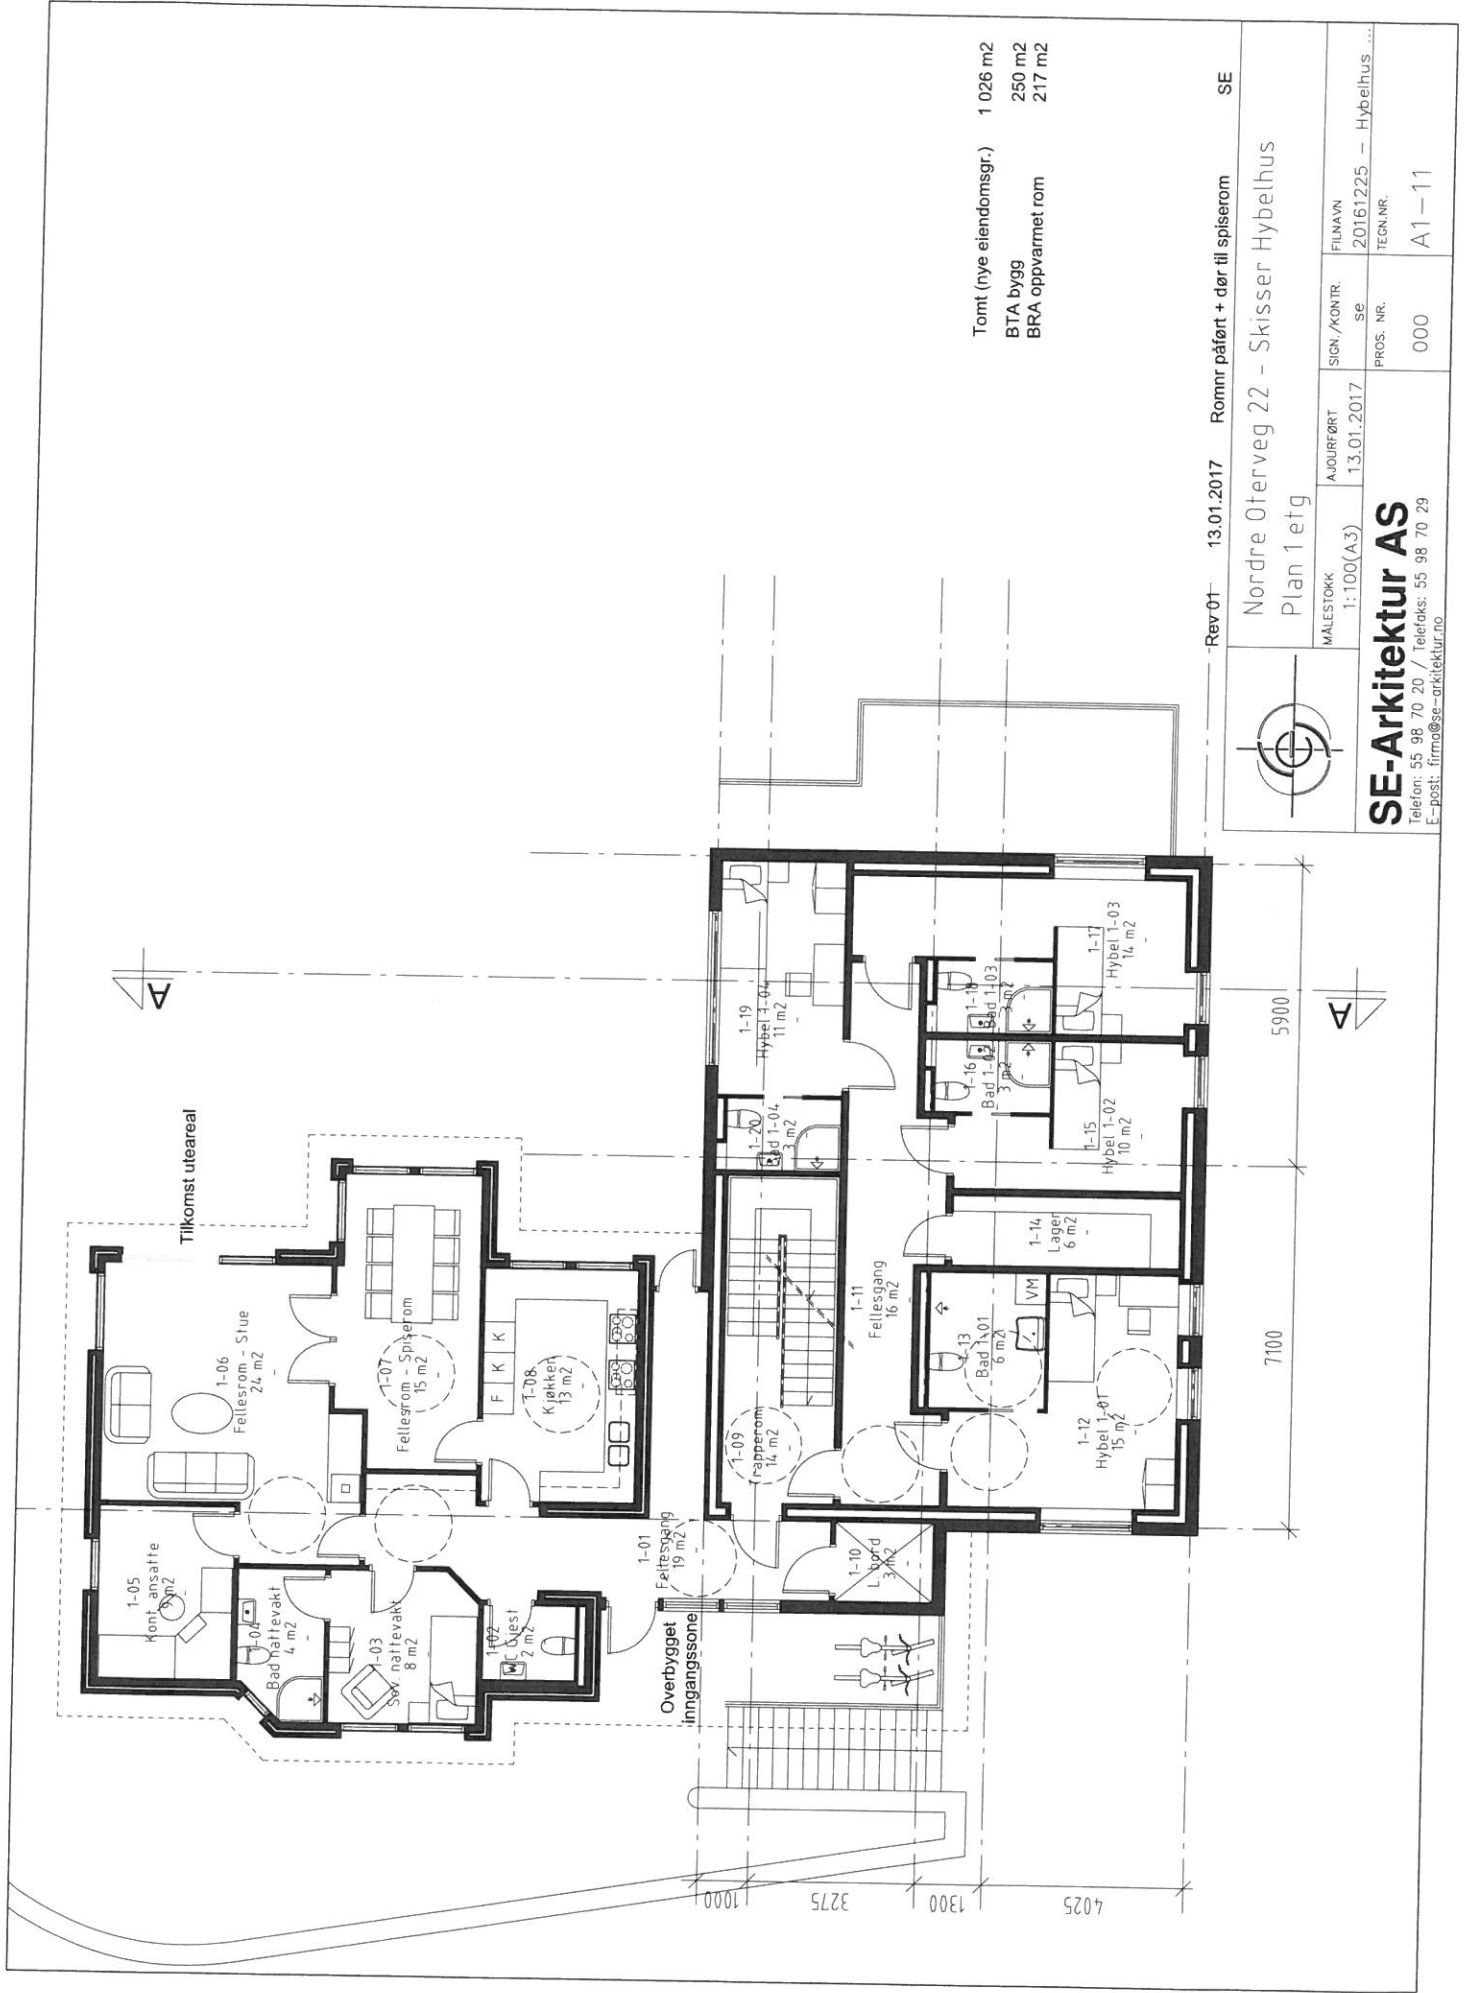 Tilkomst uteareal
1-05
Kont ansatte
9 m2
1-04
Bad nattevakt
4 m2
1-03
Sov. nattevakt
8 m2
1-02
WC Gjest
2 m2
1-06
Fellesrom - Stue
24 m2
1-07
Fellesrom - Spiserom
15 m2
1-08
Kjøkken
13 m2
F
K
K
1-01
Fellesgang
19 m2
Overbygget
inngangssone
1-09
Trapperom
14 m2
1-10
L.bord
3 m2
1-11
Fellesgang
16 m2
1-12
Hybel 1-01
15 m2
1-13
Bad 1-01
6 m2
VM
1-14
Lager
6 m2
1-15
Hybel 1-02
10 m2
1-16
Bad 1-02
3 m2
1-17
Hybel 1-03
14 m2
1-18
Bad 1-03
3 m2
1-19
Hybel 1-04
11 m2
1-20
Bad 1-04
3 m2
A
A
1000
3275
1300
4025
7100
5900
Tomt (nye eiendomsgr.) 1 026 m2
BTA bygg 250 m2
BRA oppvarmet rom 217 m2
Rev 01 13.01.2017 Romnr påført + dør til spiserom SE
Nordre Oterveg 22 - Skisser Hybelhus
Plan 1 etg
MÅLESTOKK
1:100(A3)
AJOURFØRT
13.01.2017
SIGN./KONTR.
se
FILNAVN
20161225 - Hybelhus ...
PROS. NR.
000
TEGN.NR.
A1-11
SE-Arkitektur AS
Telefon: 55 98 70 20 / Telefaks: 55 98 70 29
E-post: firma@se-arkitektur.no